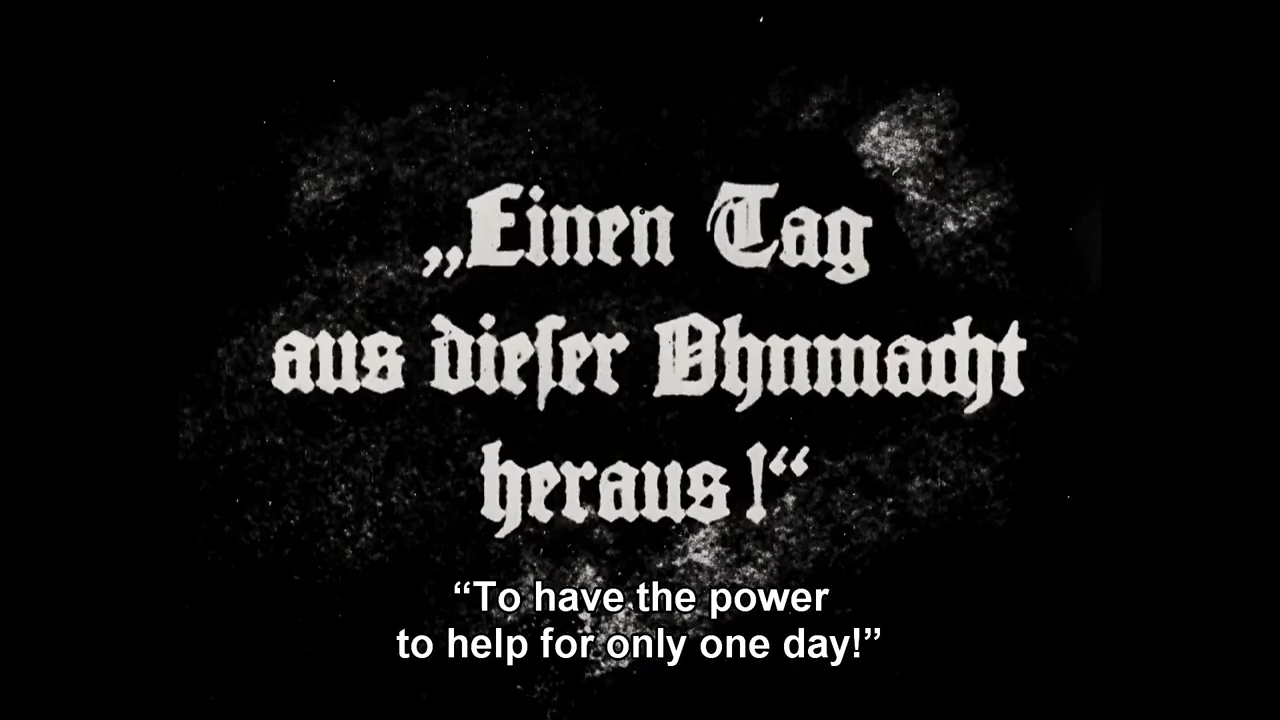 „Einen Tag
aus dieſer Ohnmacht
heraus!“
“To have the power
to help for only one day!”